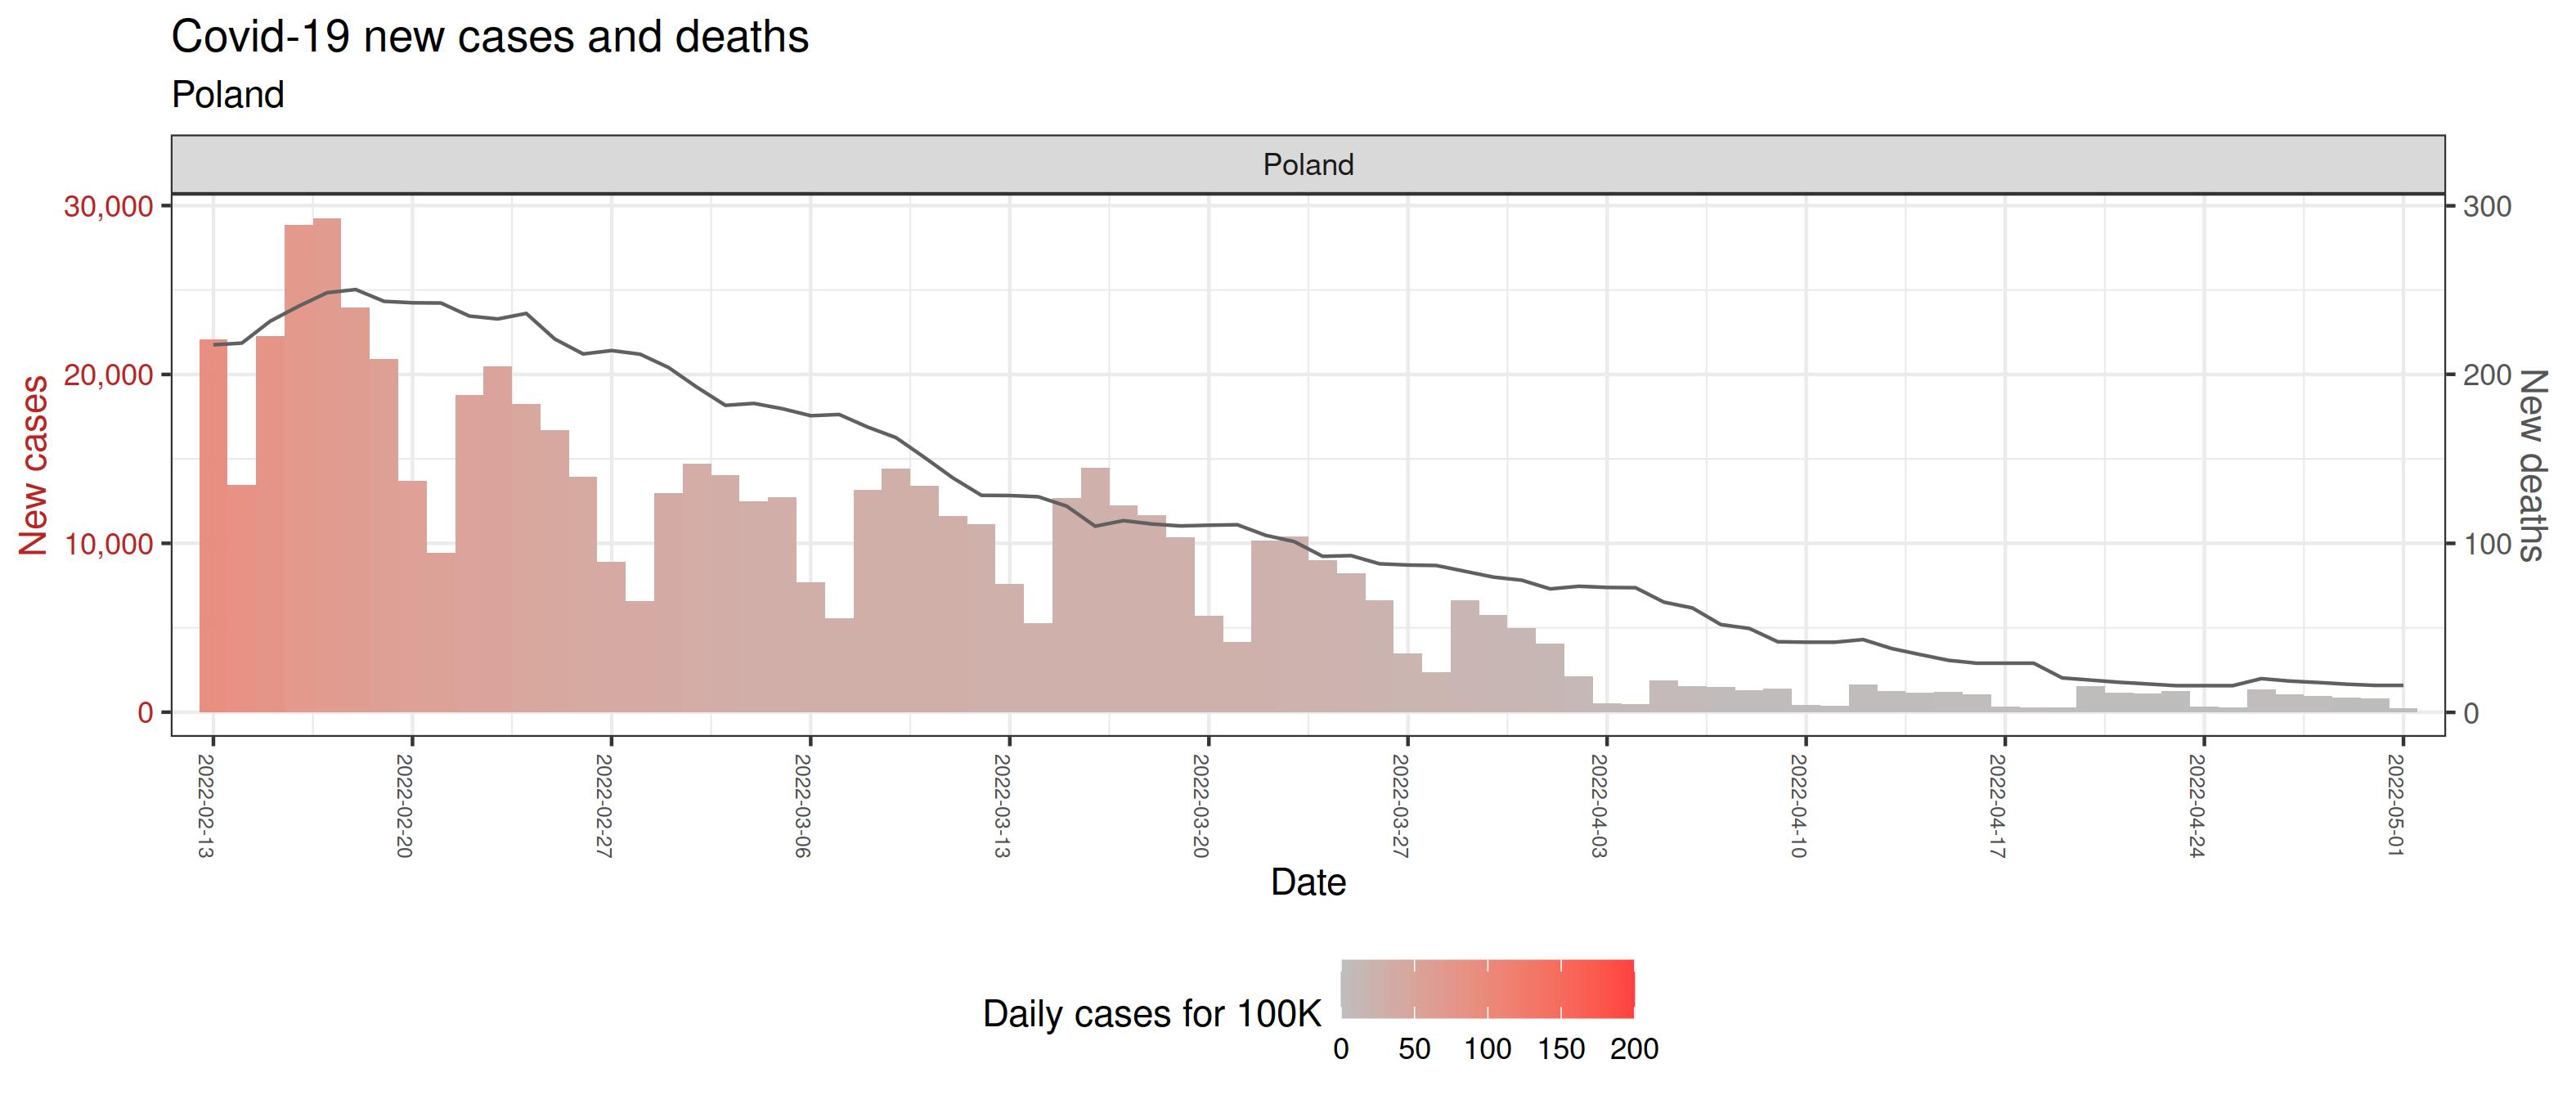 Covid-19 new cases and deaths
Poland
Poland
New cases
30,000
20,000
10,000
0
300
200
100
0
New deaths
2022-02-13
2022-02-20
2022-02-27
2022-03-06
2022-03-13
2022-03-20
2022-03-27
2022-04-03
2022-04-10
2022-04-17
2022-04-24
2022-05-01
Date
Daily cases for 100K
0 50 100 150 200